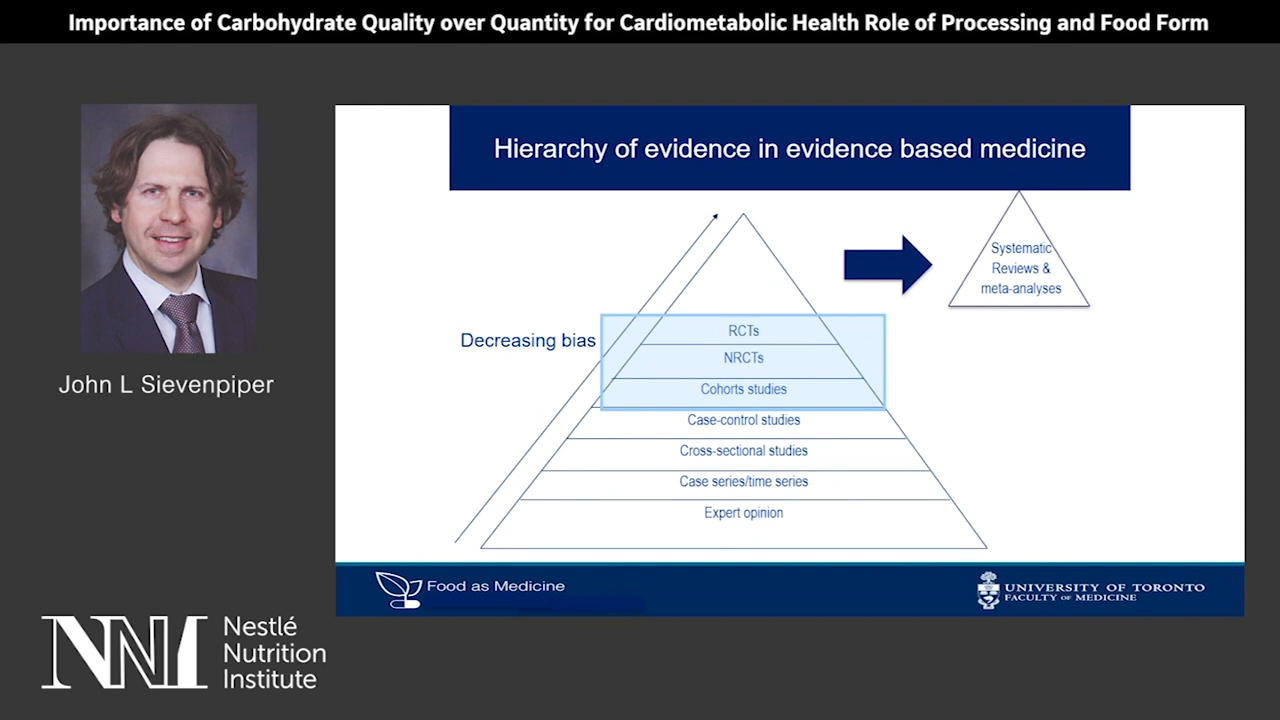 Importance of Carbohydrate Quality over Quantity for Cardiometabolic Health Role of Processing and Food Form
John L Sievenpiper
Hierarchy of evidence in evidence based medicine
Systematic
Reviews &
meta-analyses
Decreasing bias
RCTs
NRCTs
Cohorts studies
Case-control studies
Cross-sectional studies
Case series/time series
Expert opinion
Food as Medicine
UNIVERSITY OF TORONTO
FACULTY OF MEDICINE
NNI
Nestlé
Nutrition
Institute